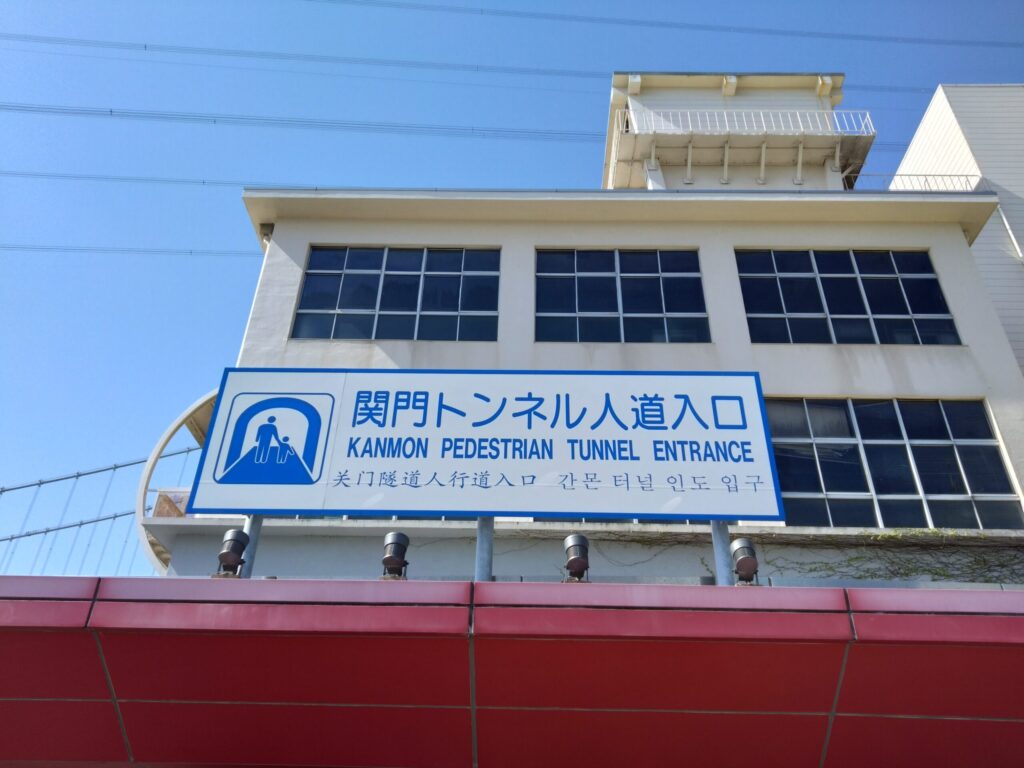 関門トンネル人道入口
KANMON PEDESTRIAN TUNNEL ENTRANCE
关门隧道人行道入口 간몬 터널 인도 입구